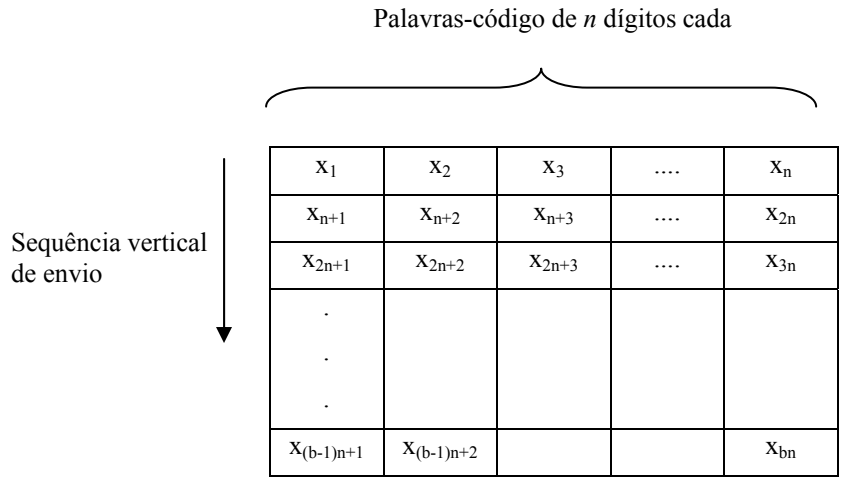 Palavras-código de n dígitos cada
Sequência vertical
de envio
x₁ x₂ x₃ .... xₙ
xₙ₊₁ xₙ₊₂ xₙ₊₃ .... x₂ₙ
x₂ₙ₊₁ x₂ₙ₊₂ x₂ₙ₊₃ .... x₃ₙ
.
.
.
x₍b₋₁₎ₙ₊₁ x₍b₋₁₎ₙ₊₂ xbₙ